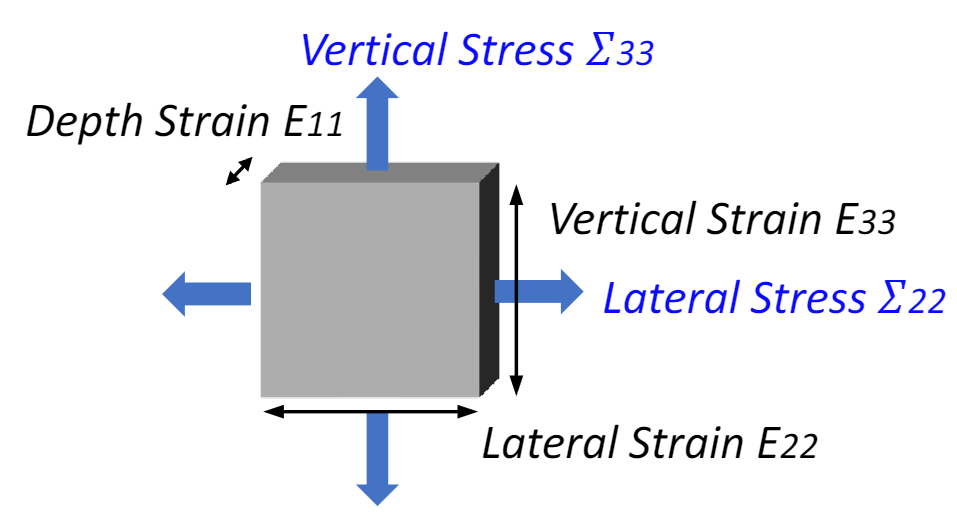 Vertical Stress Σ33
Depth Strain E11
Vertical Strain E33
Lateral Stress Σ22
Lateral Strain E22